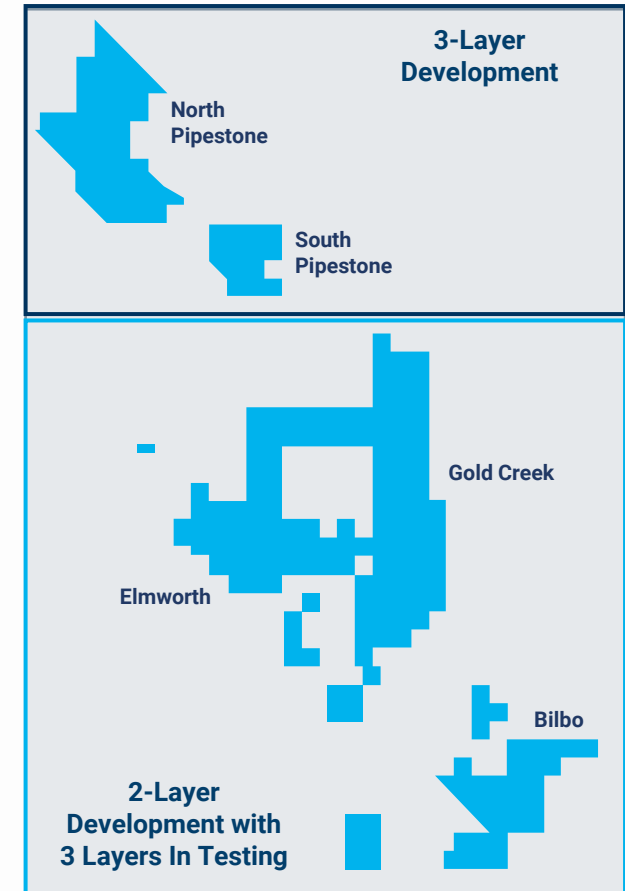 3-Layer
Development
North
Pipestone
South
Pipestone
Gold Creek
Elmworth
Bilbo
2-Layer
Development with
3 Layers In Testing